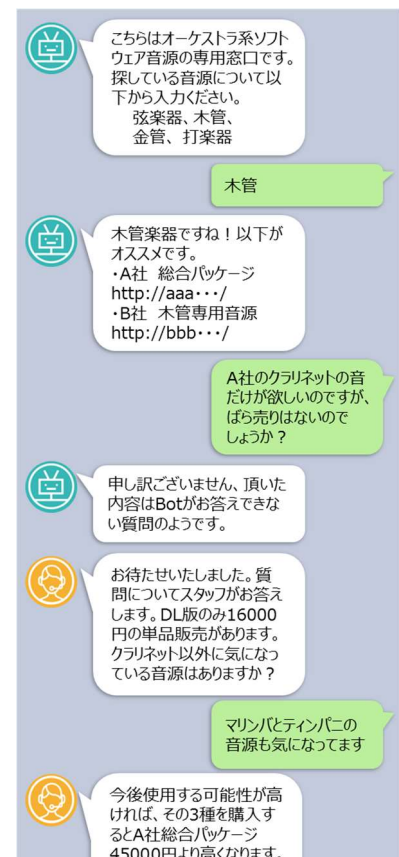 こちらはオーケストラ系ソフト
ウェア音源の専用窓口です。
探している音源について以
下から入力ください。
弦楽器、木管、
金管、打楽器
木管
木管楽器ですね！以下が
オススメです。
・A社 総合パッケージ
http://aaa・・・/
・B社 木管専用音源
http://bbb・・・/
A社のクラリネットの音
だけが欲しいのですが、
ばら売りはないので
しょうか？
申し訳ございません、頂いた
内容はBotがお答えできな
い質問のようです。
お待たせいたしました。質
問についてスタッフがお答え
します。DL版のみ16000
円の単品販売があります。
クラリネット以外に気になっ
ている音源はありますか？
マリンバとティンパニの
音源も気になってます
今後使用する可能性が高
ければ、その3種を購入す
るとA社総合パッケージ
45000円より高くなります。